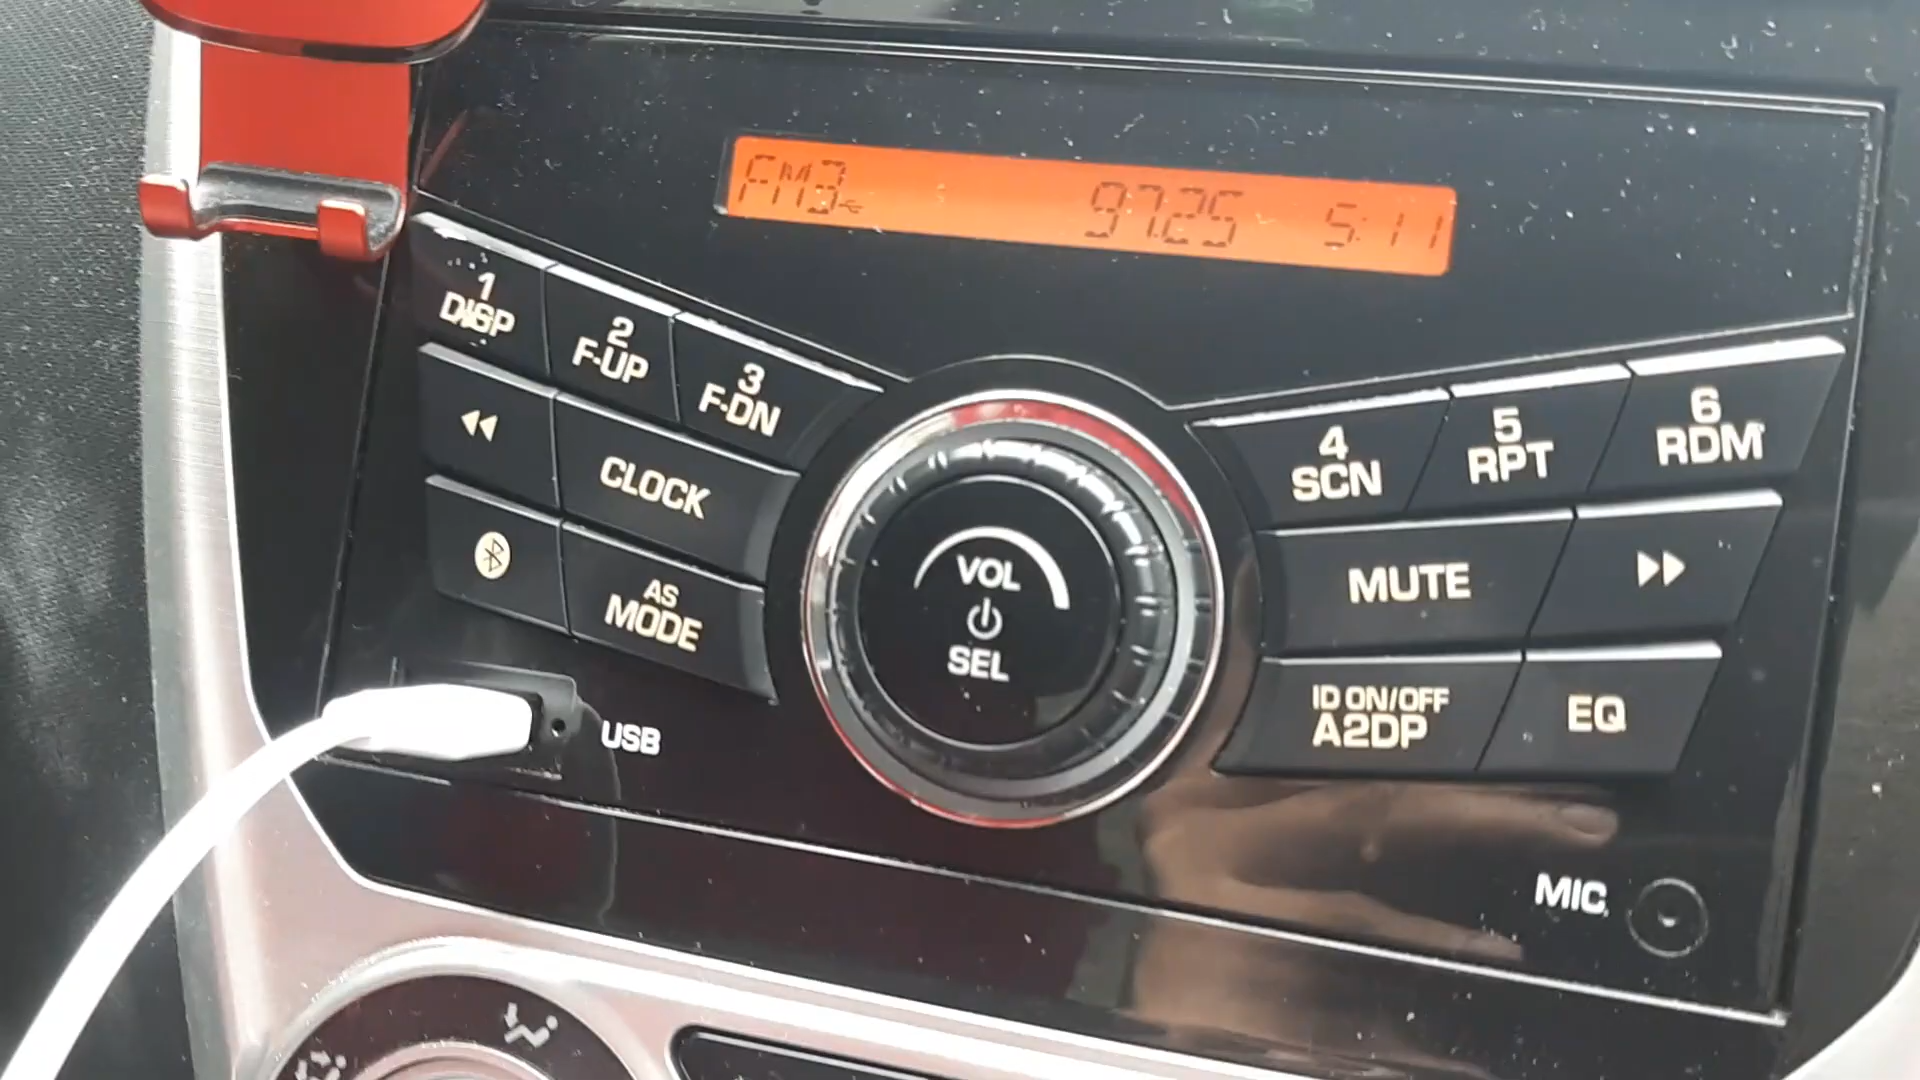 FM3 97.25 5:11
1
DISP
2
F-UP
3
F-DN
CLOCK
AS
MODE
USB
VOL
SEL
4
SCN
5
RPT
6
RDM
MUTE
ID ON/OFF
A2DP
EQ
MIC